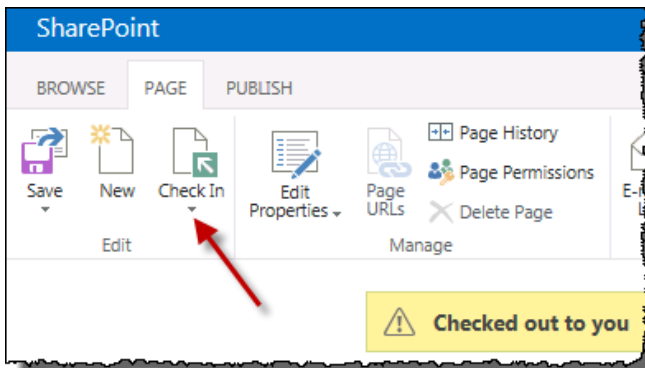 SharePoint
BROWSE PAGE PUBLISH
Save
New
Check In
Edit
Properties
Page
URLs
Page History
Page Permissions
Delete Page
Edit
Manage
Checked out to you